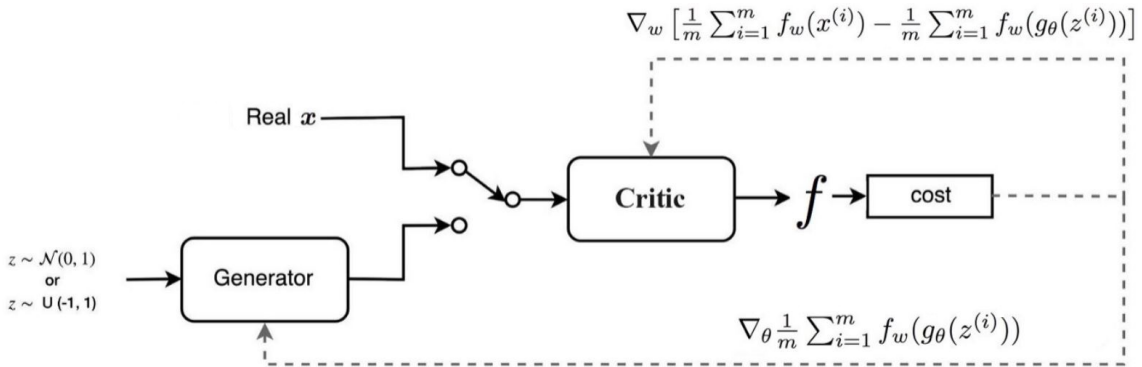 ∇_w [1/m ∑_{i=1}^m f_w(x^{(i)}) − 1/m ∑_{i=1}^m f_w(g_θ(z^{(i)}))]
Real x
Critic
f
cost
z ~ 𝒩(0, 1)
or
z ~ U (-1, 1)
Generator
∇_θ 1/m ∑_{i=1}^m f_w(g_θ(z^{(i)}))